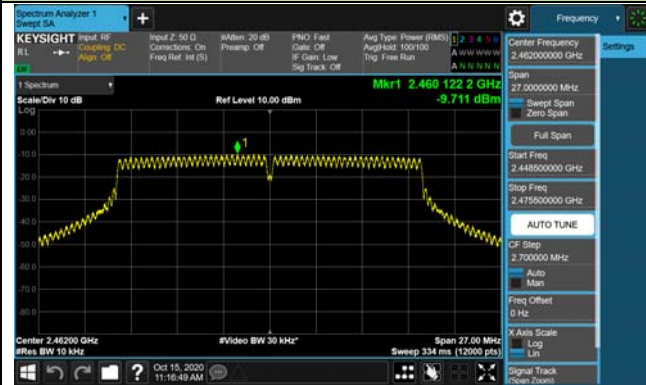 Spectrum Analyzer 1
Swept SA
Frequency
KEYSIGHT
Input: RF
Input Z: 50 Ω
#Atten: 20 dB
PNO: Fast
Avg Type: Power (RMS)
1 2 3 4 5 6
R L
Coupling: DC
Corrections: On
Preamp: Off
Gate: Off
Avg|Hold: 100/100
A W W W W W
Align: Off
Freq Ref: Int (S)
IF Gain: Low
Trig: Free Run
Sig Track: Off
A N N N N N
1 Spectrum
Mkr1 2.460 122 2 GHz
Scale/Div 10 dB
Ref Level 10.00 dBm
-9.711 dBm
Log
0.00
1
-10.0
-20.0
-30.0
-40.0
-50.0
-60.0
-70.0
-80.0
Center 2.46200 GHz
#Video BW 30 kHz*
Span 27.00 MHz
#Res BW 10 kHz
Sweep 334 ms (12000 pts)
Oct 15, 2020
11:16:49 AM
Center Frequency
2.462000000 GHz
Settings
Span
27.0000000 MHz
Swept Span
Zero Span
Full Span
Start Freq
2.448500000 GHz
Stop Freq
2.475500000 GHz
AUTO TUNE
CF Step
2.700000 MHz
Auto
Man
Freq Offset
0 Hz
X Axis Scale
Log
Lin
Signal Track
(Span Zoom)